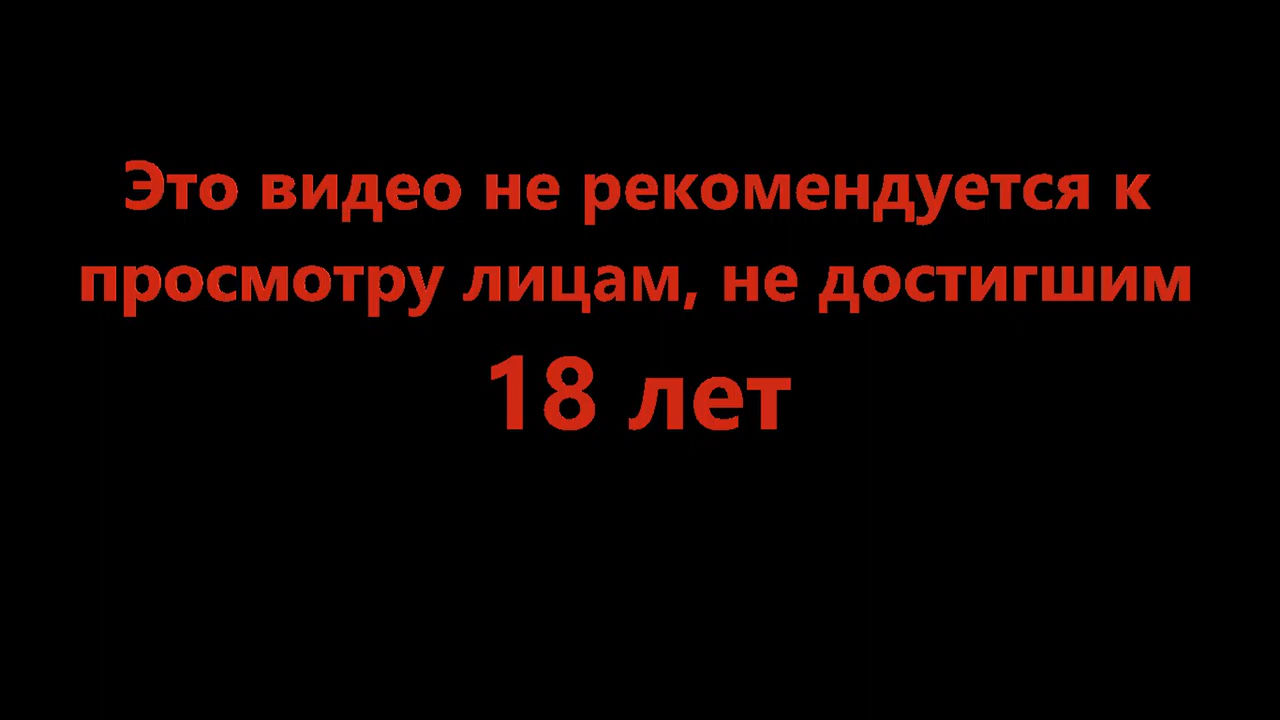 Это видео не рекомендуется к
просмотру лицам, не достигшим
18 лет